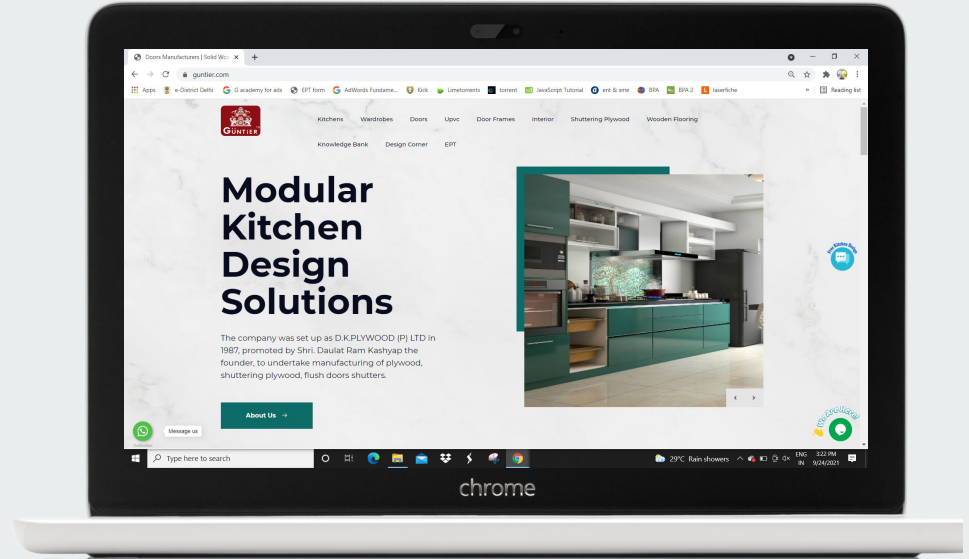 Doors Manufacturers | Solid Woo
guntier.com
Apps
e-District Delhi
G academy for ads
EPT form
AdWords Fundame...
Kick
Limetorrents
torrent
JavaScript Tutorial
ent & sme
BPA
BPA 2
laserfiche
»
Reading list
GUNTIER
Kitchens
Wardrobes
Doors
Upvc
Door Frames
Interior
Shuttering Plywood
Wooden Flooring
Knowledge Bank
Design Corner
EPT
Modular
Kitchen
Design
Solutions
The company was set up as D.K.PLYWOOD (P) LTD in
1987, promoted by Shri. Daulat Ram Kashyap the
founder, to undertake manufacturing of plywood,
shuttering plywood, flush doors shutters.
About Us →
Free Kitchen Design
We Are Here!
Message us
Type here to search
29°C Rain showers
ENG
IN
3:22 PM
9/24/2021
chrome